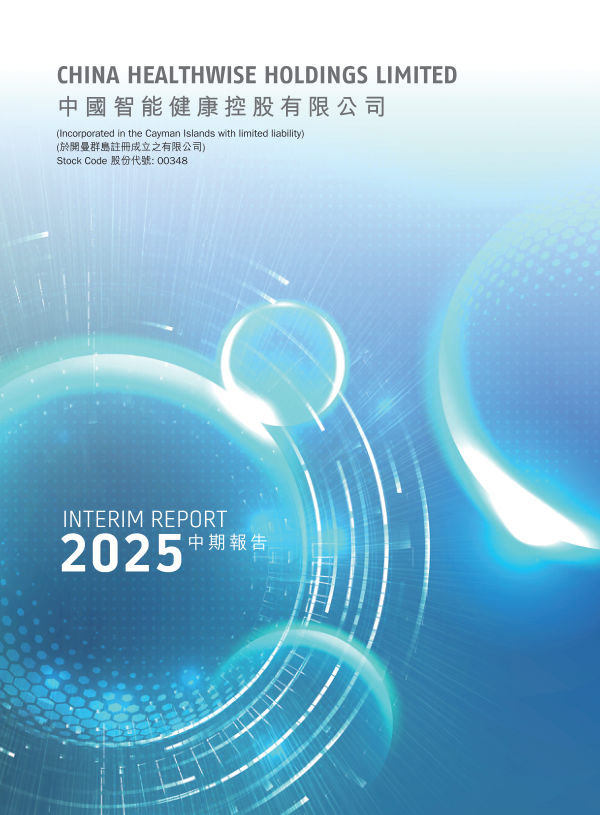 CHINA HEALTHWISE HOLDINGS LIMITED
中國智能健康控股有限公司
(Incorporated in the Cayman Islands with limited liability)
(於開曼群島註冊成立之有限公司)
Stock Code 股份代號: 00348
INTERIM REPORT
2025 中期報告